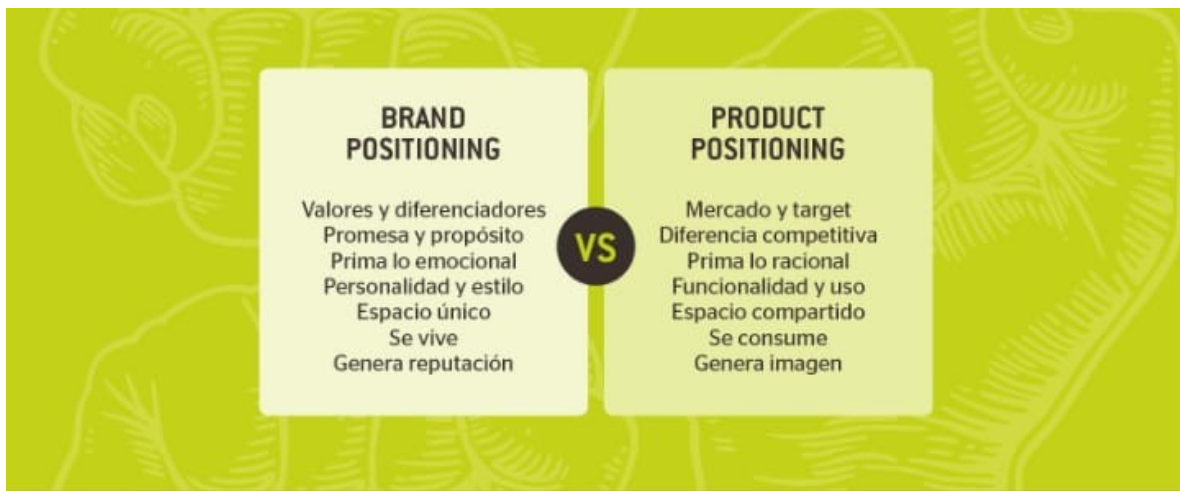 BRAND
POSITIONING
Valores y diferenciadores
Promesa y propósito
Prima lo emocional
Personalidad y estilo
Espacio único
Se vive
Genera reputación
VS
PRODUCT
POSITIONING
Mercado y target
Diferencia competitiva
Prima lo racional
Funcionalidad y uso
Espacio compartido
Se consume
Genera imagen